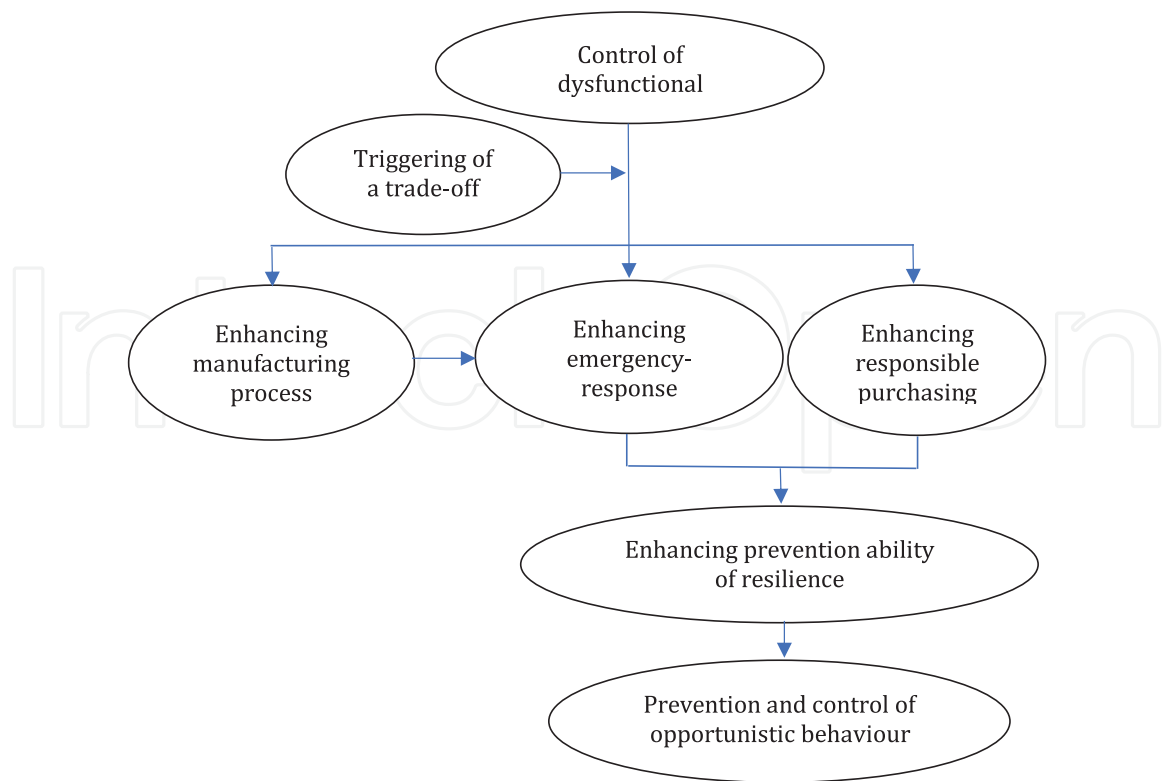 Control of
dysfunctional
Triggering of
a trade-off
Enhancing
manufacturing
process
Enhancing
emergency-
response
Enhancing
responsible
purchasing
Enhancing prevention ability
of resilience
Prevention and control of
opportunistic behaviour
IntechOpen